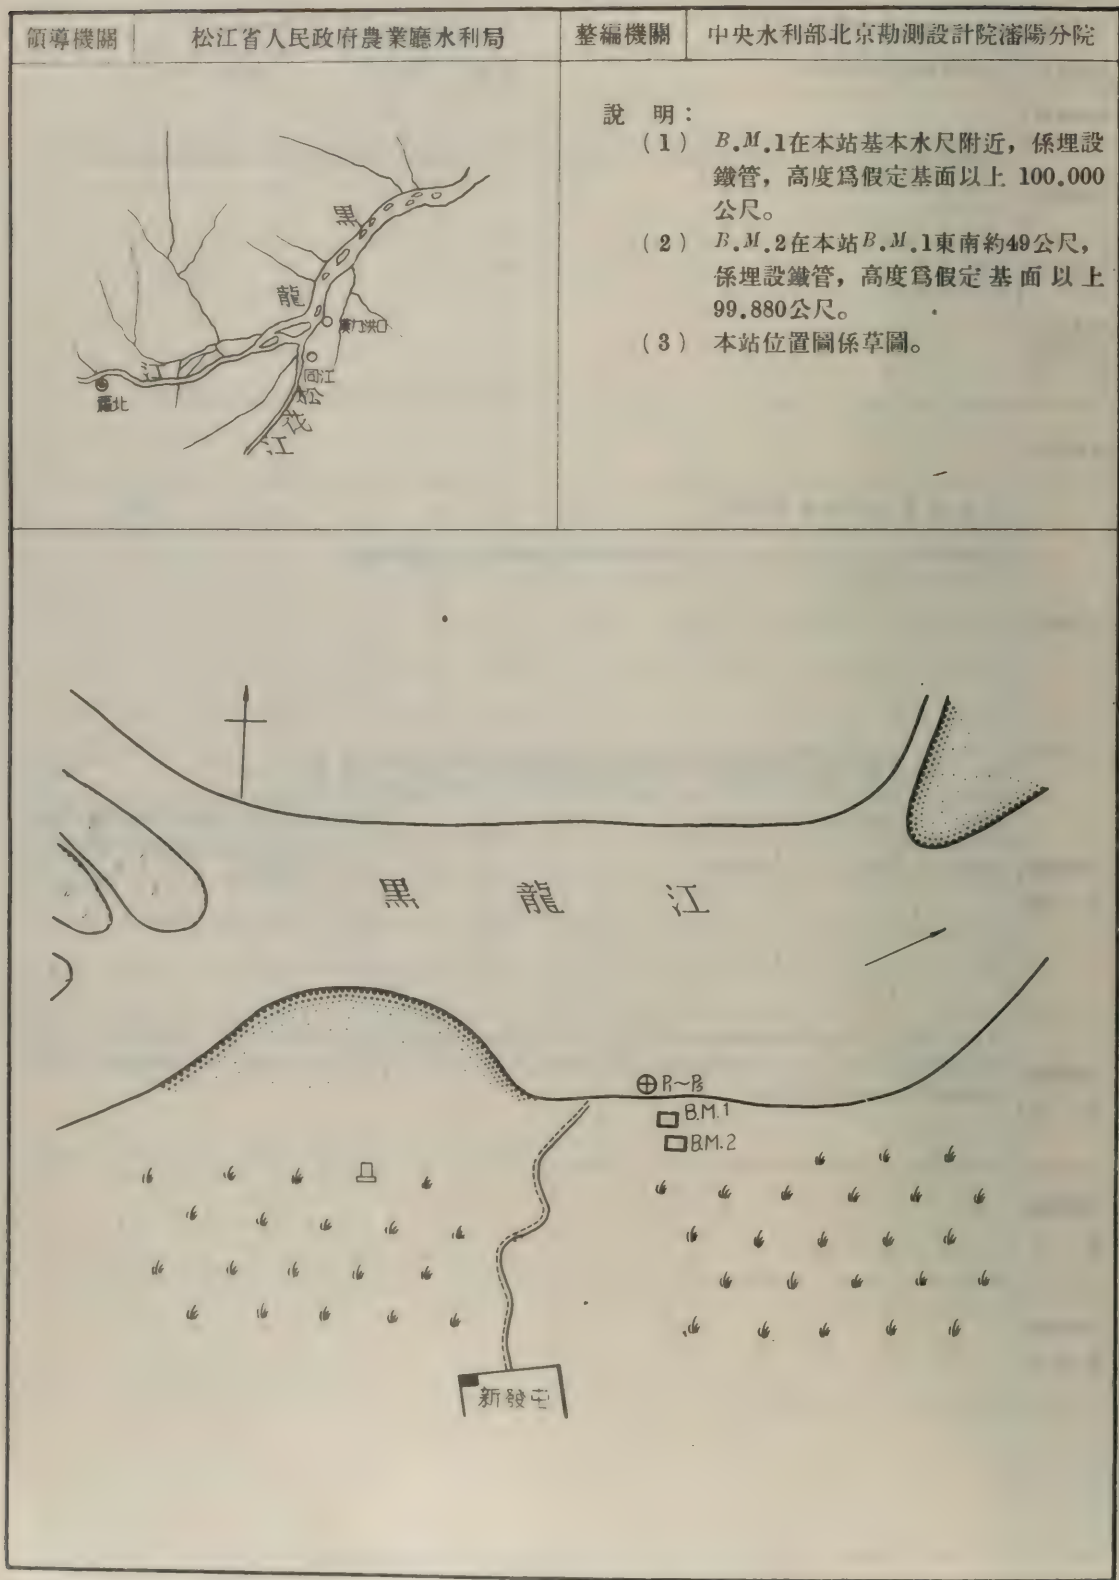 領導機關 松江省人民政府農業廳水利局 整編機關 中央水利部北京勘測設計院瀋陽分院
黑
龍
江
蘿北
同江
松
花
江
說 明：
(1) B.M.1在本站基本水尺附近，係埋設
鐵管，高度爲假定基面以上 100.000
公尺。
(2) B.M.2在本站B.M.1東南約49公尺，
係埋設鐵管，高度爲假定基面以上
99.880公尺。
(3) 本站位置圖係草圖。
黑 龍 江
P₁~P₅
B.M.1
B.M.2
新發屯